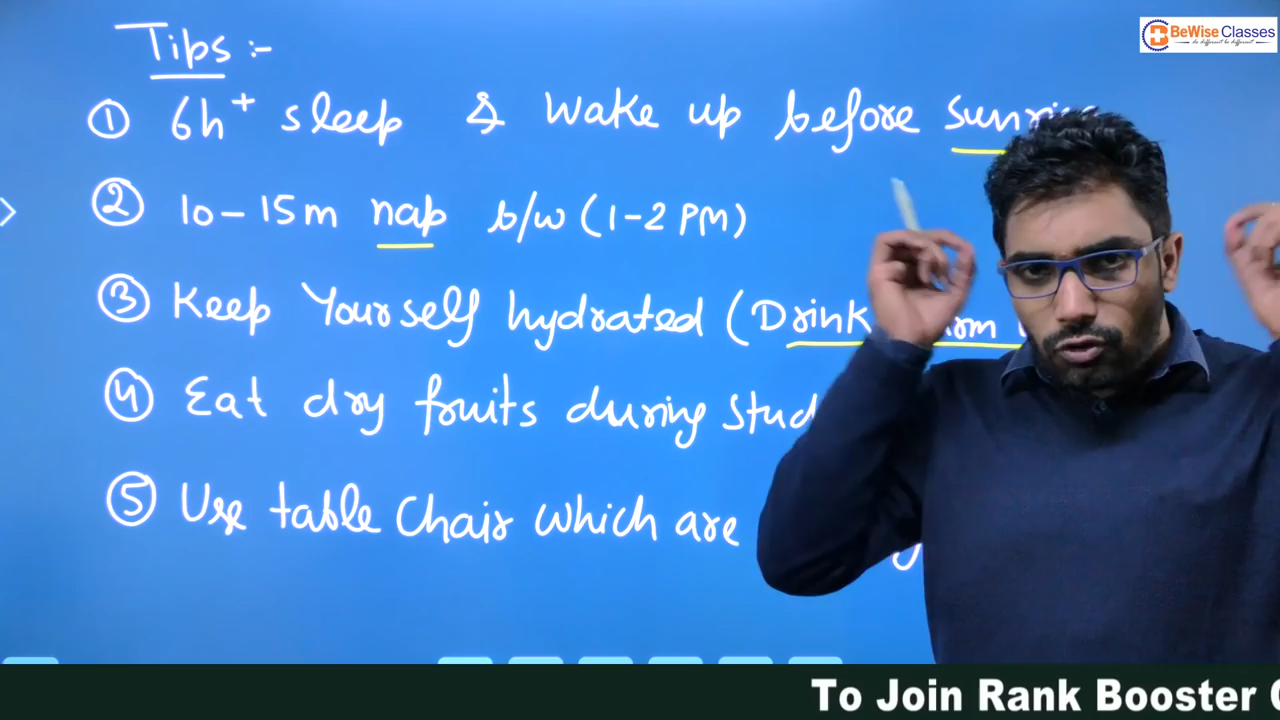 Tips :-
BeWise Classes
① 6h+ sleep & wake up before
② 10-15m nap b/w (1-2 PM)
③ Keep Yourself hydrated (Drink
④ Eat dry fruits during
⑤ Use table Chair which are
To Join Rank Booster